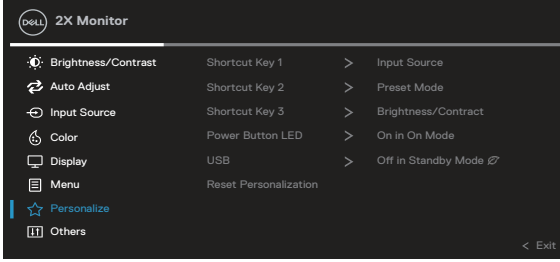 DELL 2X Monitor
Brightness/Contrast Shortcut Key 1 > Input Source
Auto Adjust Shortcut Key 2 > Preset Mode
Input Source Shortcut Key 3 > Brightness/Contract
Color Power Button LED > On in On Mode
Display USB > Off in Standby Mode
Menu Reset Personalization
Personalize
Others
< Exit